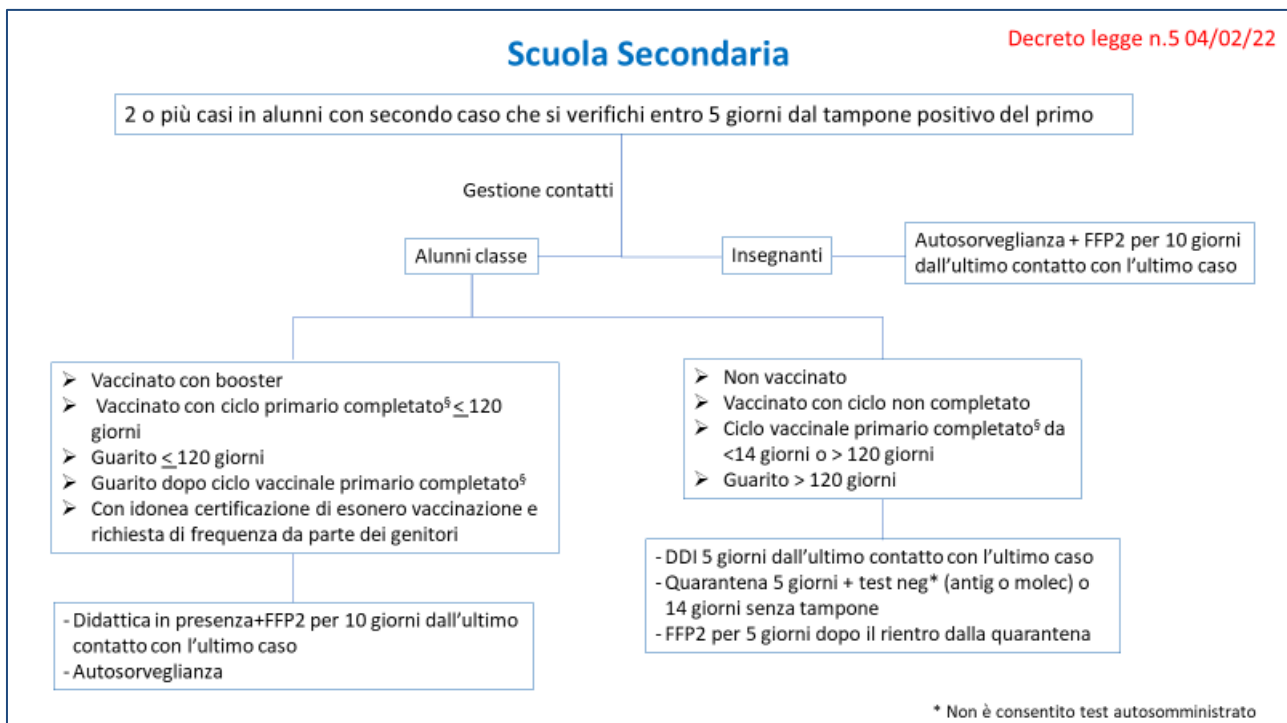 Scuola Secondaria
Decreto legge n.5 04/02/22
2 o più casi in alunni con secondo caso che si verifichi entro 5 giorni dal tampone positivo del primo
Gestione contatti
Alunni classe
Insegnanti
Autosorveglianza + FFP2 per 10 giorni
dall'ultimo contatto con l'ultimo caso
➢ Vaccinato con booster
➢ Vaccinato con ciclo primario completato§ ≤ 120
giorni
➢ Guarito ≤ 120 giorni
➢ Guarito dopo ciclo vaccinale primario completato§
➢ Con idonea certificazione di esonero vaccinazione e
richiesta di frequenza da parte dei genitori
➢ Non vaccinato
➢ Vaccinato con ciclo non completato
➢ Ciclo vaccinale primario completato§ da
<14 giorni o > 120 giorni
➢ Guarito > 120 giorni
- Didattica in presenza+FFP2 per 10 giorni dall'ultimo
contatto con l'ultimo caso
- Autosorveglianza
- DDI 5 giorni dall'ultimo contatto con l'ultimo caso
- Quarantena 5 giorni + test neg* (antig o molec) o
14 giorni senza tampone
- FFP2 per 5 giorni dopo il rientro dalla quarantena
* Non è consentito test autosomministrato